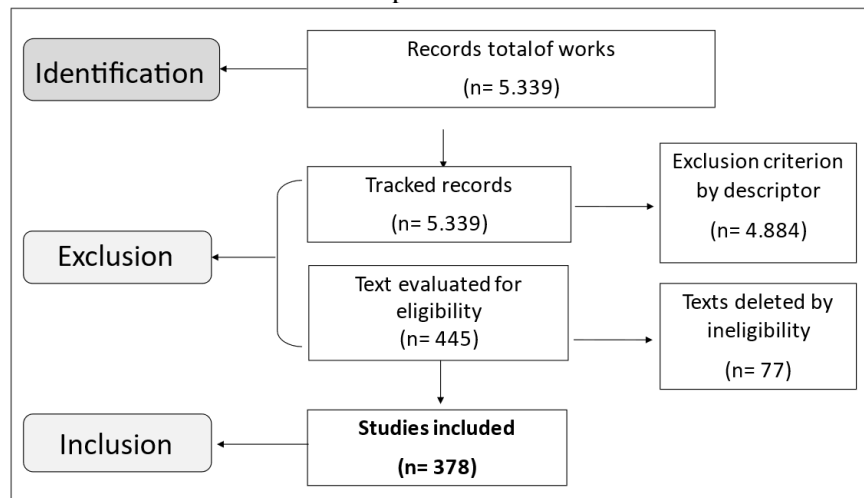 Records totalof works
Identification
(n= 5.339)
Tracked records
(n= 5.339)
Exclusion criterion
by descriptor
(n= 4.884)
Exclusion
Text evaluated for
eligibility
(n= 445)
Texts deleted by
ineligibility
(n= 77)
Studies included
Inclusion
(n= 378)